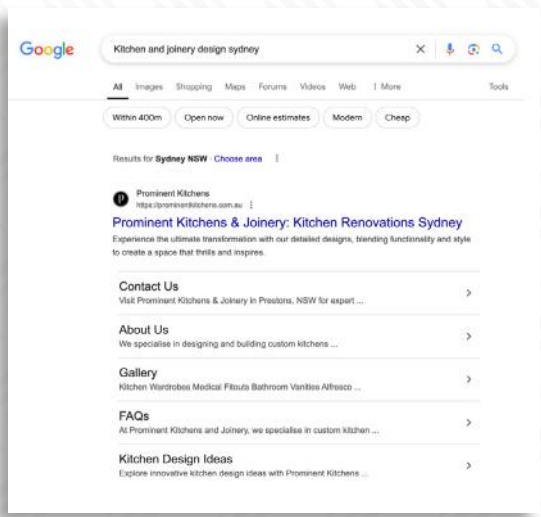 Google
Kitchen and joinery design sydney
All Images Shopping Maps Forums Videos Web More Tools
Within 400m Open now Online estimates Modern Cheap
Results for Sydney NSW · Choose area
P
Prominent Kitchens
https://prominentkitchens.com.au
Prominent Kitchens & Joinery: Kitchen Renovations Sydney
Experience the ultimate transformation with our detailed designs, blending functionality and style
to create a space that thrills and inspires.
Contact Us
Visit Prominent Kitchens & Joinery in Prestons, NSW for expert ...
About Us
We specialise in designing and building custom kitchens ...
Gallery
Kitchen Wardrobes Medical Fitouts Bathroom Vanities Alfresco ...
FAQs
At Prominent Kitchens and Joinery, we specialise in custom kitchen ...
Kitchen Design Ideas
Explore innovative kitchen design ideas with Prominent Kitchens ...